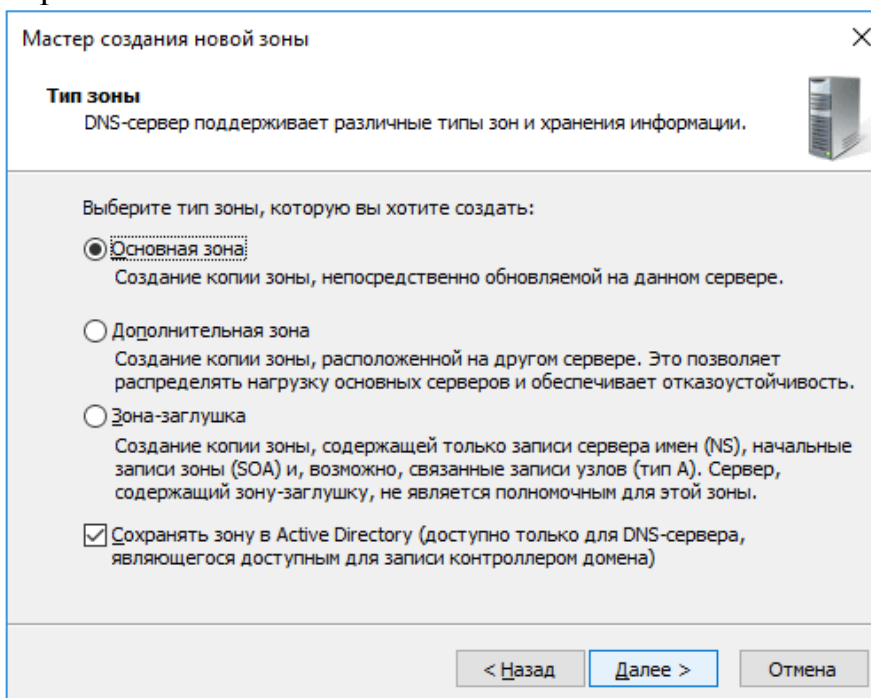 Мастер создания новой зоны
Тип зоны
DNS-сервер поддерживает различные типы зон и хранения информации.
Выберите тип зоны, которую вы хотите создать:
Основная зона
Создание копии зоны, непосредственно обновляемой на данном сервере.
Дополнительная зона
Создание копии зоны, расположенной на другом сервере. Это позволяет
распределять нагрузку основных серверов и обеспечивает отказоустойчивость.
Зона-заглушка
Создание копии зоны, содержащей только записи сервера имен (NS), начальные
записи зоны (SOA) и, возможно, связанные записи узлов (тип A). Сервер,
содержащий зону-заглушку, не является полномочным для этой зоны.
Сохранять зону в Active Directory (доступно только для DNS-сервера,
являющегося доступным для записи контроллером домена)
< Назад Далее > Отмена